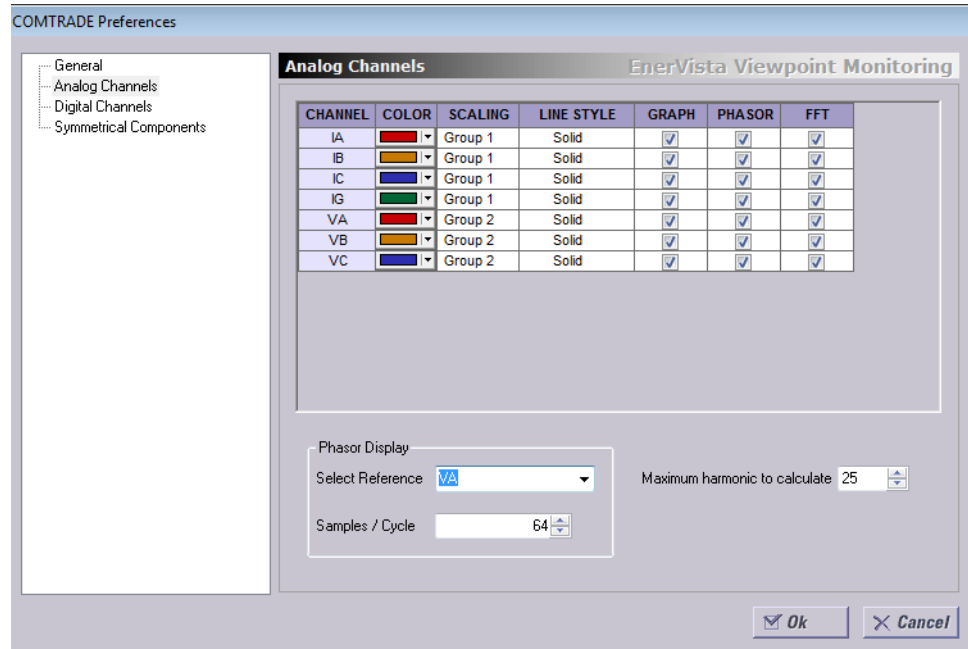 COMTRADE Preferences
General
Analog Channels
Digital Channels
Symmetrical Components
Analog Channels EnerVista Viewpoint Monitoring
CHANNEL COLOR SCALING LINE STYLE GRAPH PHASOR FFT
IA Group 1 Solid
IB Group 1 Solid
IC Group 1 Solid
IG Group 1 Solid
VA Group 2 Solid
VB Group 2 Solid
VC Group 2 Solid
Phasor Display
Select Reference VA
Maximum harmonic to calculate 25
Samples / Cycle 64
Ok Cancel